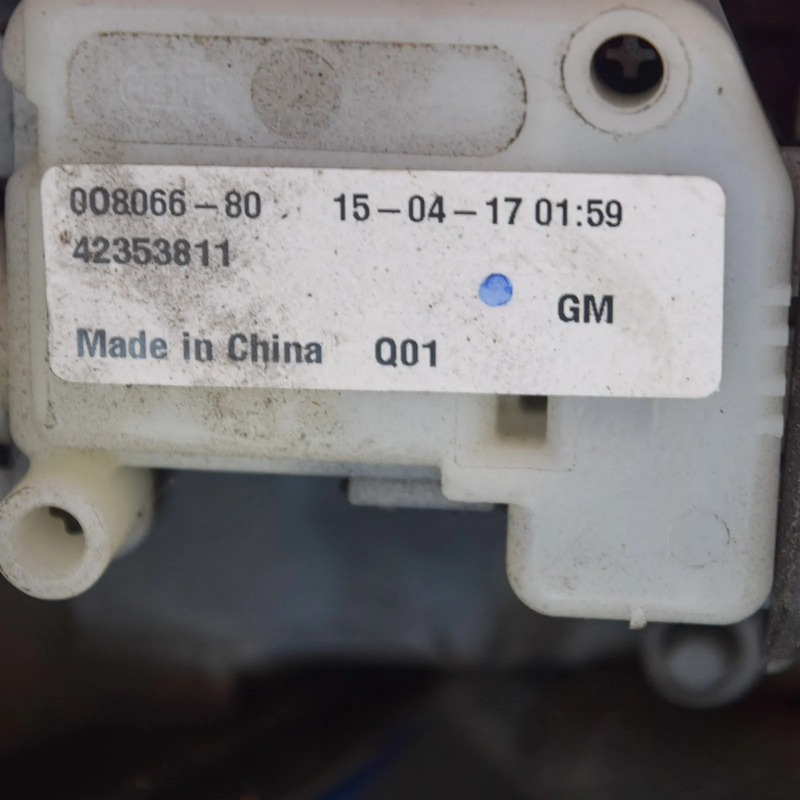 008066-80 15-04-17 01:59
42353811
GM
Made in China Q01